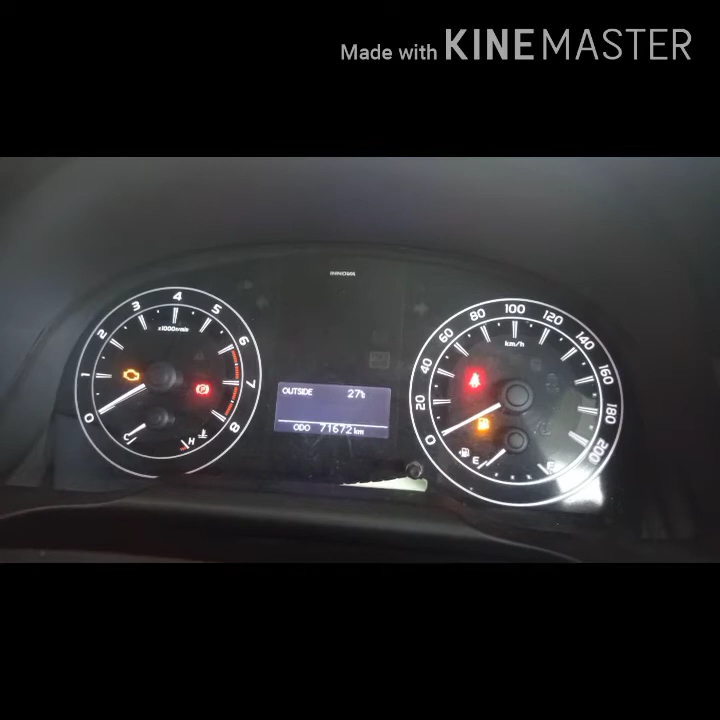 Made with KINEMASTER
INNOVA
0 1 2 3 4 5 6 7 8
x1000r/min
C H
OUTSIDE 27°c
ODO 71672 km
0 20 40 60 80 100 120 140 160 180 200
km/h
E